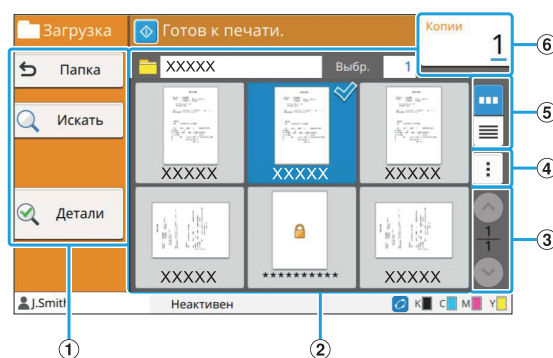 Загрузка
Готов к печати.
Копии
1
Папка
XXXXX
Выбр.
1
Искать
Детали
XXXXX
XXXXX
XXXXX
XXXXX
**********
XXXXX
1
1
J.Smith
Неактивен
K
C
M
Y
6
5
4
3
1
2